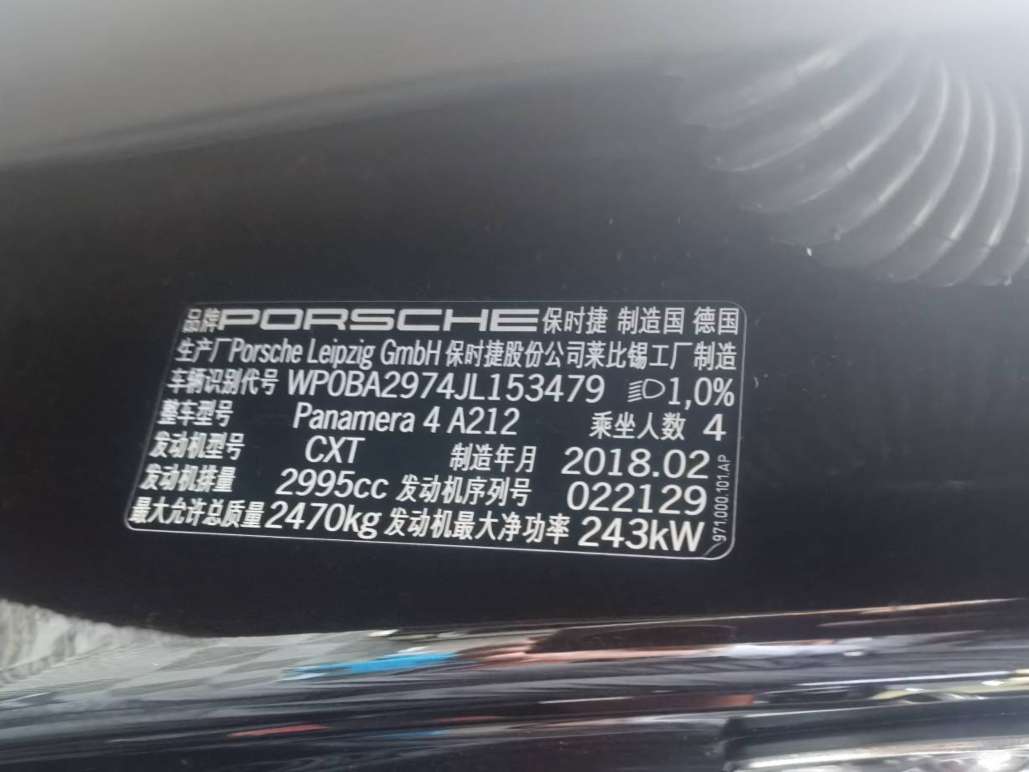 品牌PORSCHE保时捷 制造国 德国
生产厂Porsche Leipzig GmbH 保时捷股份公司莱比锡工厂 制造
车辆识别代号 WP0BA2974JL153479 1,0%
整车型号 Panamera 4 A212 乘坐人数 4
发动机型号 CXT 制造年月 2018.02
发动机排量 2995cc 发动机序列号 022129
最大允许总质量2470kg 发动机最大净功率 243kW
971.000.101.AP